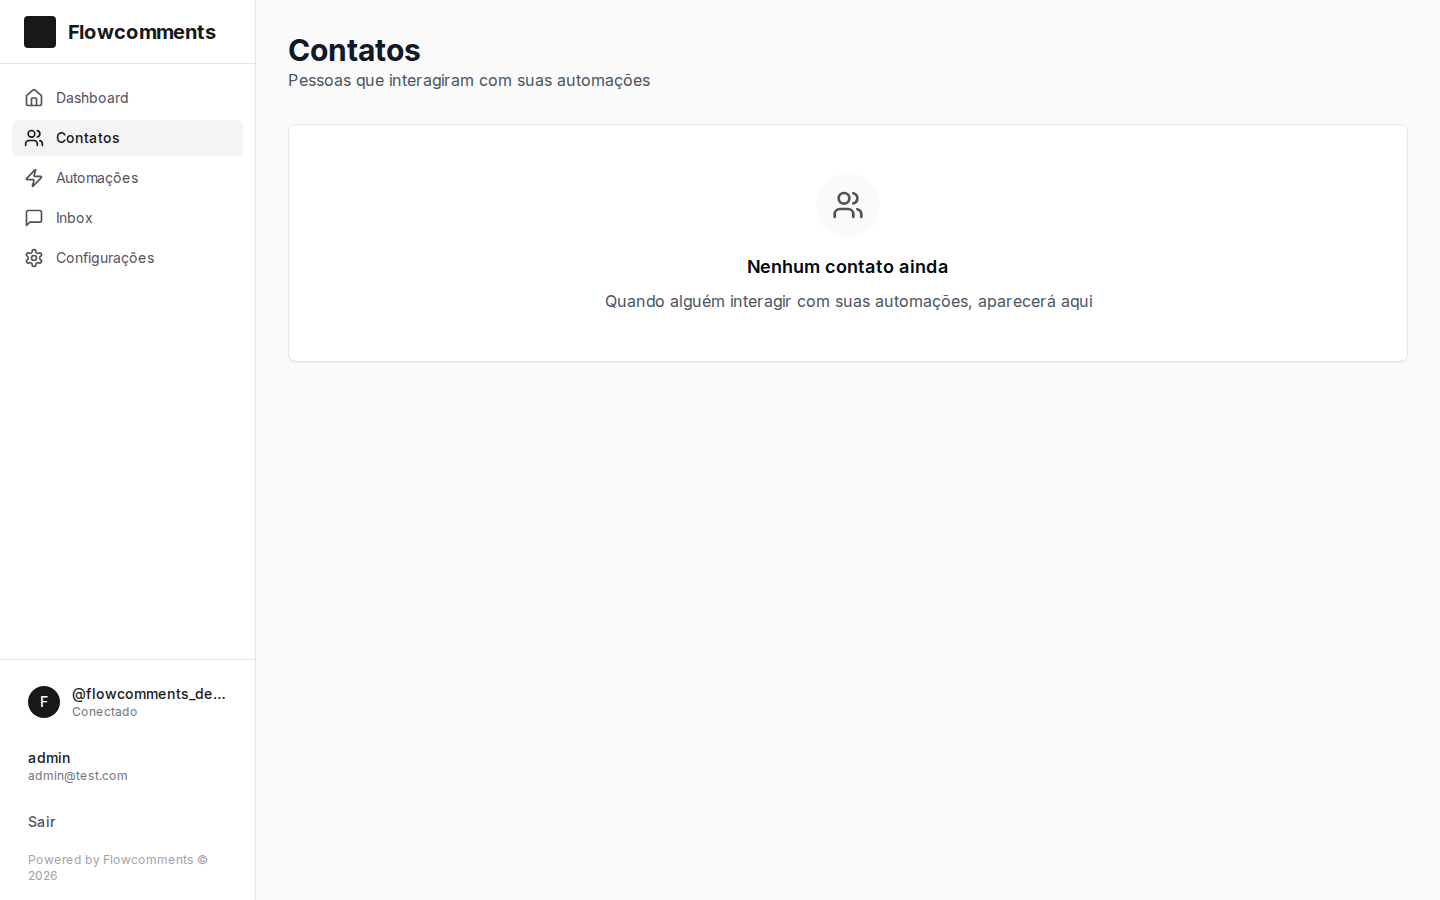 Flowcomments
Dashboard
Contatos
Automações
Inbox
Configurações
@flowcomments_de...
F
Conectado
admin
admin@test.com
Sair
Powered by Flowcomments ©
2026
Contatos
Pessoas que interagiram com suas automações
Nenhum contato ainda
Quando alguém interagir com suas automações, aparecerá aqui